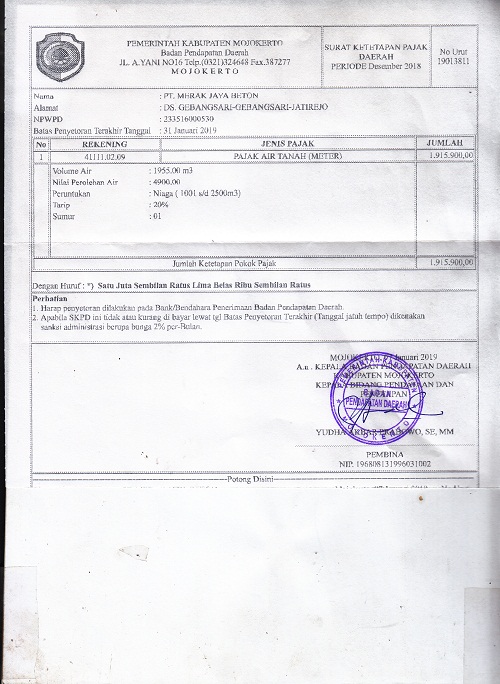 PEMERINTAH KABUPATEN MOJOKERTO
Badan Pendapatan Daerah
JL. A.YANI NO16 Telp.(0321)324648 Fax.387277
M O J O K E R T O
SURAT KETETAPAN PAJAK
DAERAH
PERIODE Desember 2018
No Urut
19013811
Nama : PT. MERAK JAYA BETON
Alamat : DS. GEBANGSARI-GEBANGSARI-JATIREJO
NPWPD : 233516000530
Batas Penyetoran Terakhir Tanggal : 31 Januari 2019
No REKENING JENIS PAJAK JUMLAH
1 41111.02.09 PAJAK AIR TANAH (METER) 1.915.900,00
Volume Air : 1955.00 m3
Nilai Perolehan Air : 4900,00
Peruntukan : Niaga ( 1001 s/d 2500m3)
Tarip : 20%
Sumur : 01
Jumlah Ketetapan Pokok Pajak 1.915.900,00
Dengan Huruf : *) Satu Juta Sembilan Ratus Lima Belas Ribu Sembilan Ratus
Perhatian
1. Harap penyetoran dilakukan pada Bank/Bendahara Penerimaan Badan Pendapatan Daerah.
2. Apabila SKPD ini tidak atau kurang di bayar lewat tgl Batas Penyetoran Terakhir (Tanggal jatuh tempo) dikenakan
sanksi administrasi berupa bunga 2% per-Bulan.
Januari 2019
A.n . KEPALA BADAN PENDAPATAN DAERAH
KABUPATEN MOJOKERTO
KEPALA BIDANG PENDATAAN DAN
BADAN
PENDAPATAN DAERAH
MOJOKERTO
YUDHA AKBAR PRABOWO, SE, MM
PEMBINA
NIP. 196808131996031002
Potong Disini